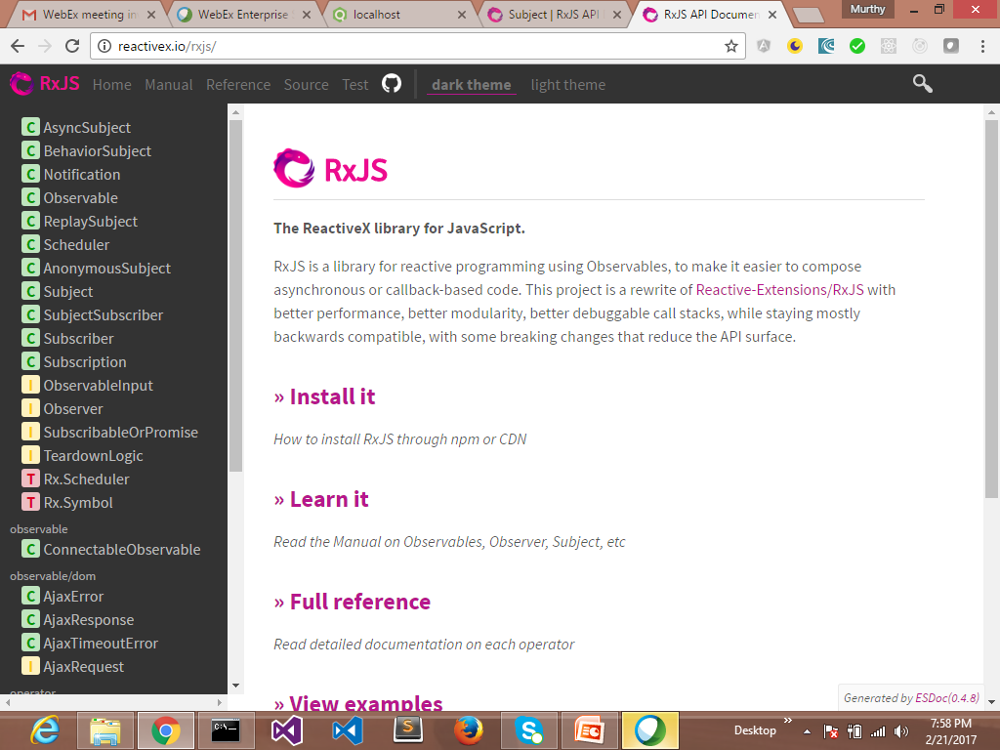 WebEx meeting in
WebEx Enterprise
localhost
Subject | RxJS API
RxJS API Documen
Murthy
reactivex.io/rxjs/
RxJS
Home
Manual
Reference
Source
Test
dark theme
light theme
C AsyncSubject
C BehaviorSubject
C Notification
C Observable
C ReplaySubject
C Scheduler
C AnonymousSubject
C Subject
C SubjectSubscriber
C Subscriber
C Subscription
I ObservableInput
I Observer
I SubscribableOrPromise
I TeardownLogic
T Rx.Scheduler
T Rx.Symbol
observable
C ConnectableObservable
observable/dom
C AjaxError
C AjaxResponse
C AjaxTimeoutError
I AjaxRequest
operator
RxJS
The ReactiveX library for JavaScript.
RxJS is a library for reactive programming using Observables, to make it easier to compose
asynchronous or callback-based code. This project is a rewrite of Reactive-Extensions/RxJS with
better performance, better modularity, better debuggable call stacks, while staying mostly
backwards compatible, with some breaking changes that reduce the API surface.
» Install it
How to install RxJS through npm or CDN
» Learn it
Read the Manual on Observables, Observer, Subject, etc
» Full reference
Read detailed documentation on each operator
» View examples
Generated by ESDoc(0.4.8)
Desktop
7:58 PM
2/21/2017